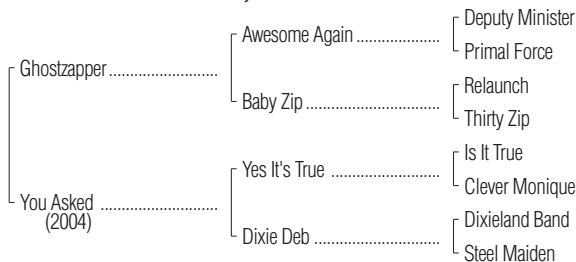 Deputy Minister
Awesome Again ..................
Primal Force
Ghostzapper........................
Relaunch
Baby Zip..........................
Thirty Zip
Is It True
Yes It's True .......................
Clever Monique
You Asked ..........................
(2004)
Dixieland Band
Dixie Deb ...........................
Steel Maiden